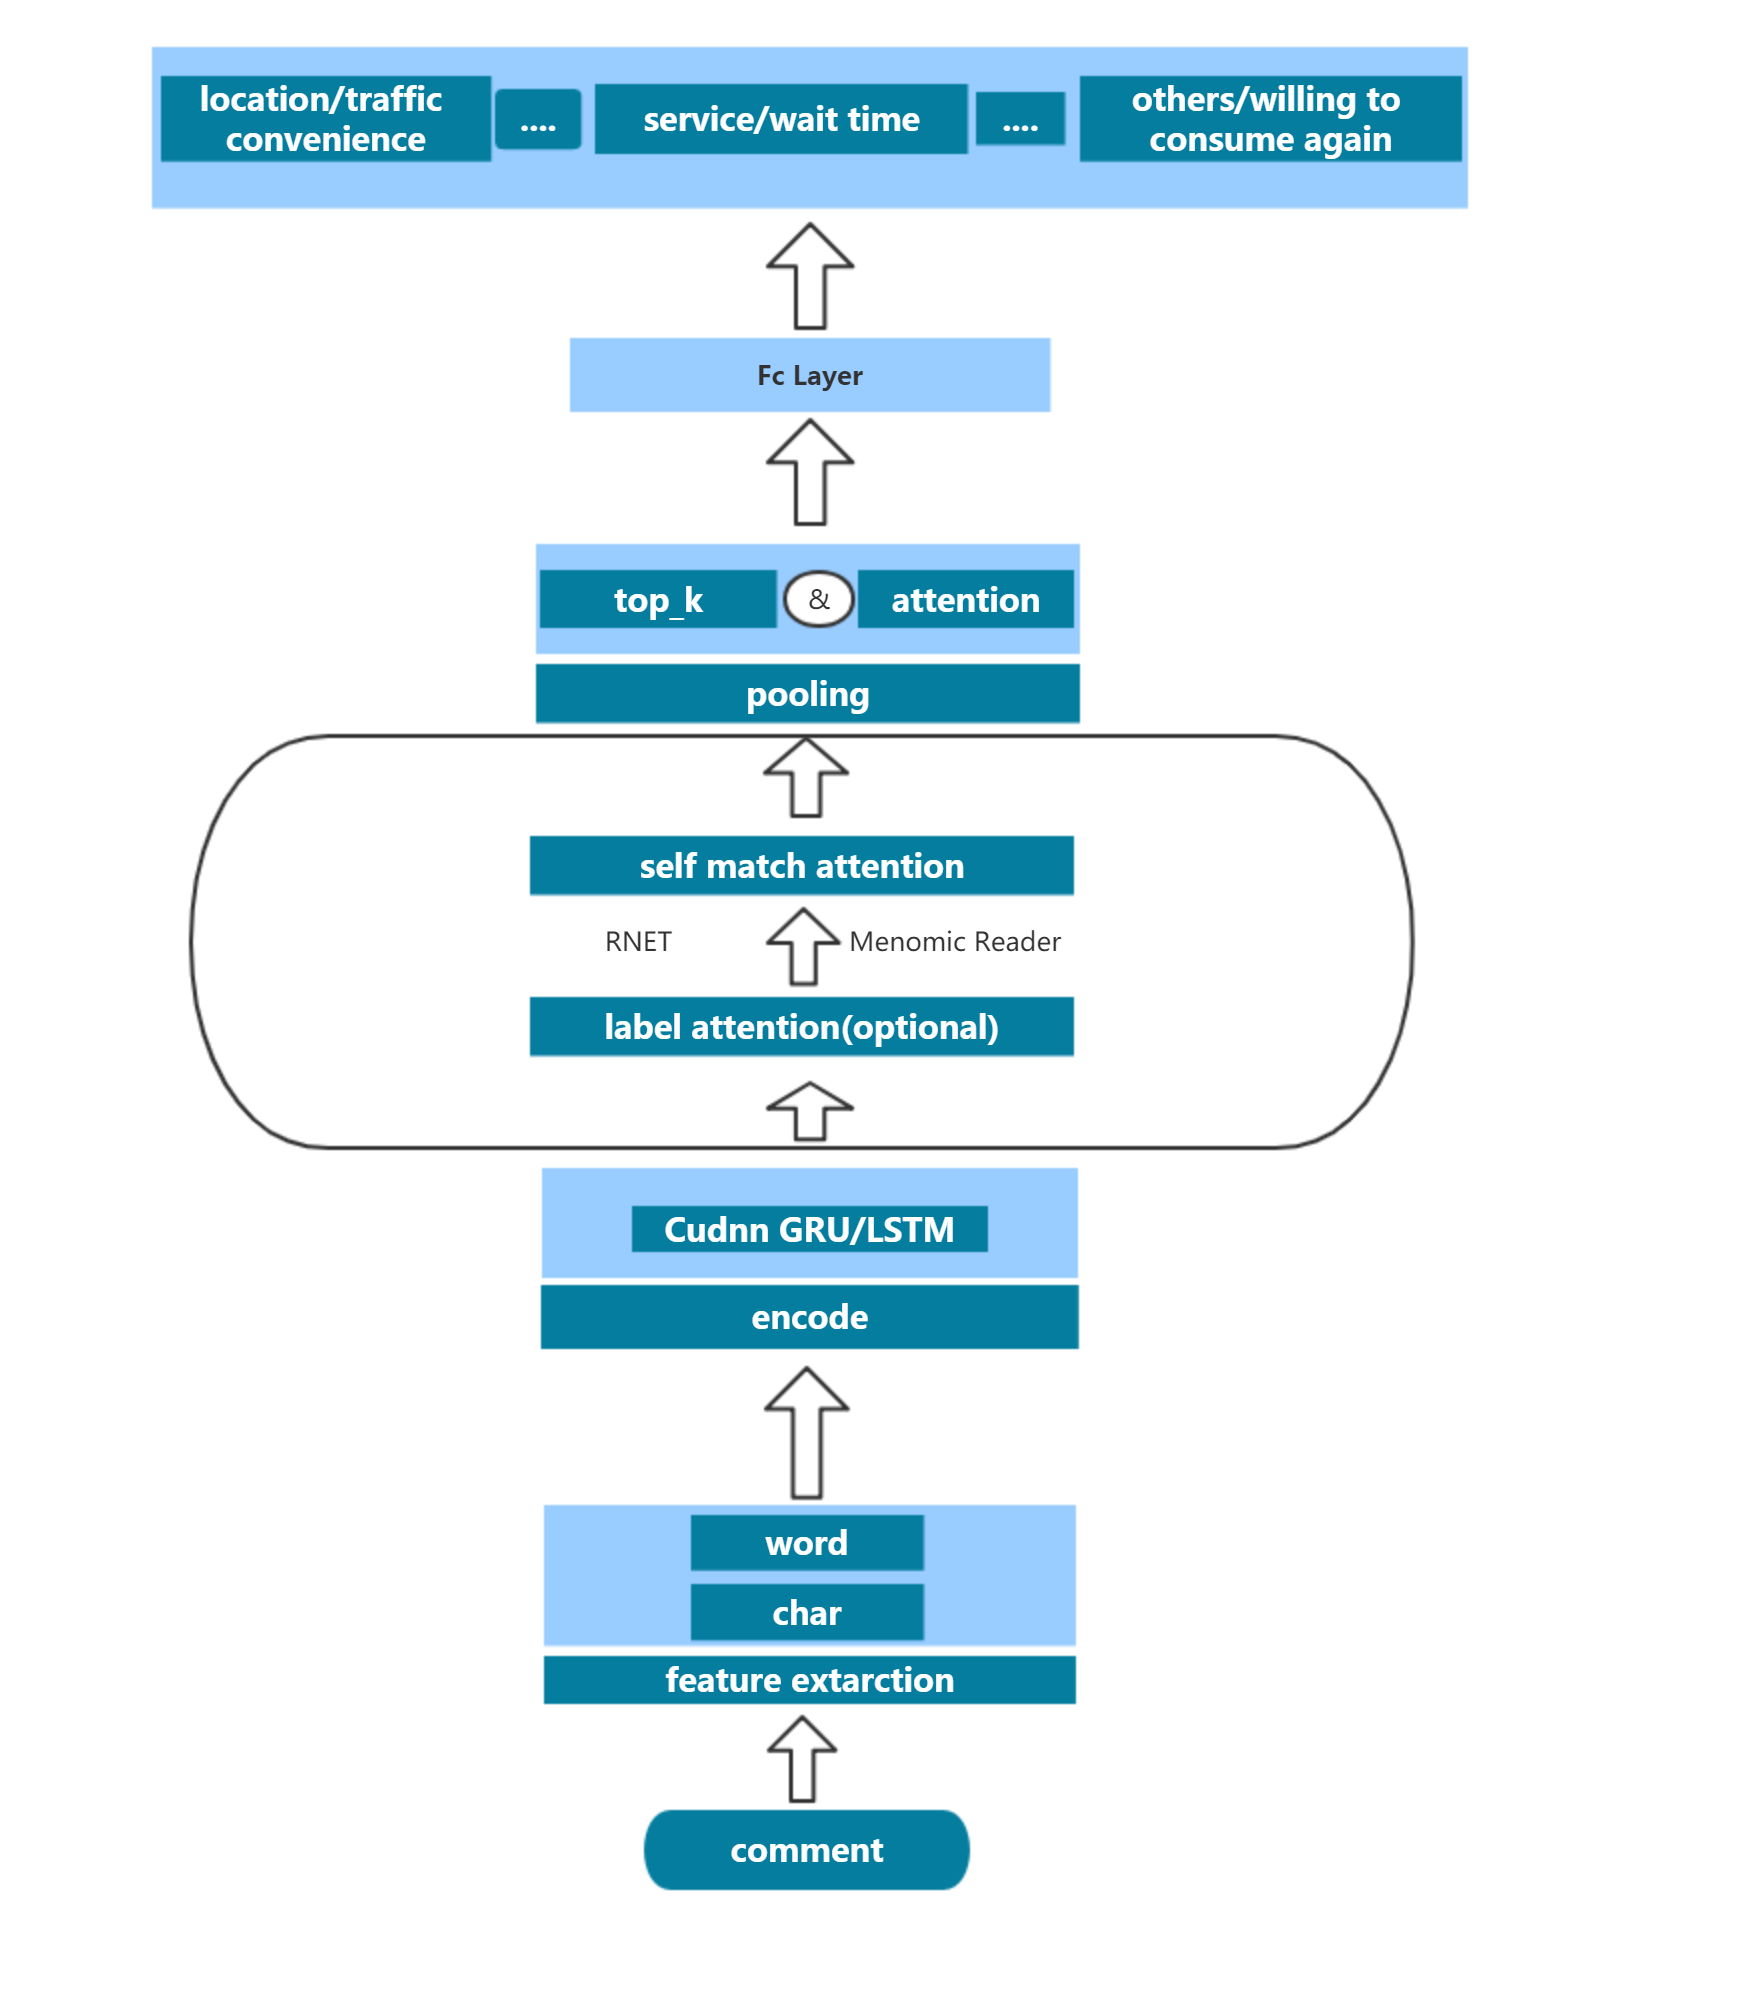 location/traffic
convenience
....
service/wait time
....
others/willing to
consume again
Fc Layer
top_k
&
attention
pooling
self match attention
RNET
Menomic Reader
label attention(optional)
Cudnn GRU/LSTM
encode
word
char
feature extarction
comment